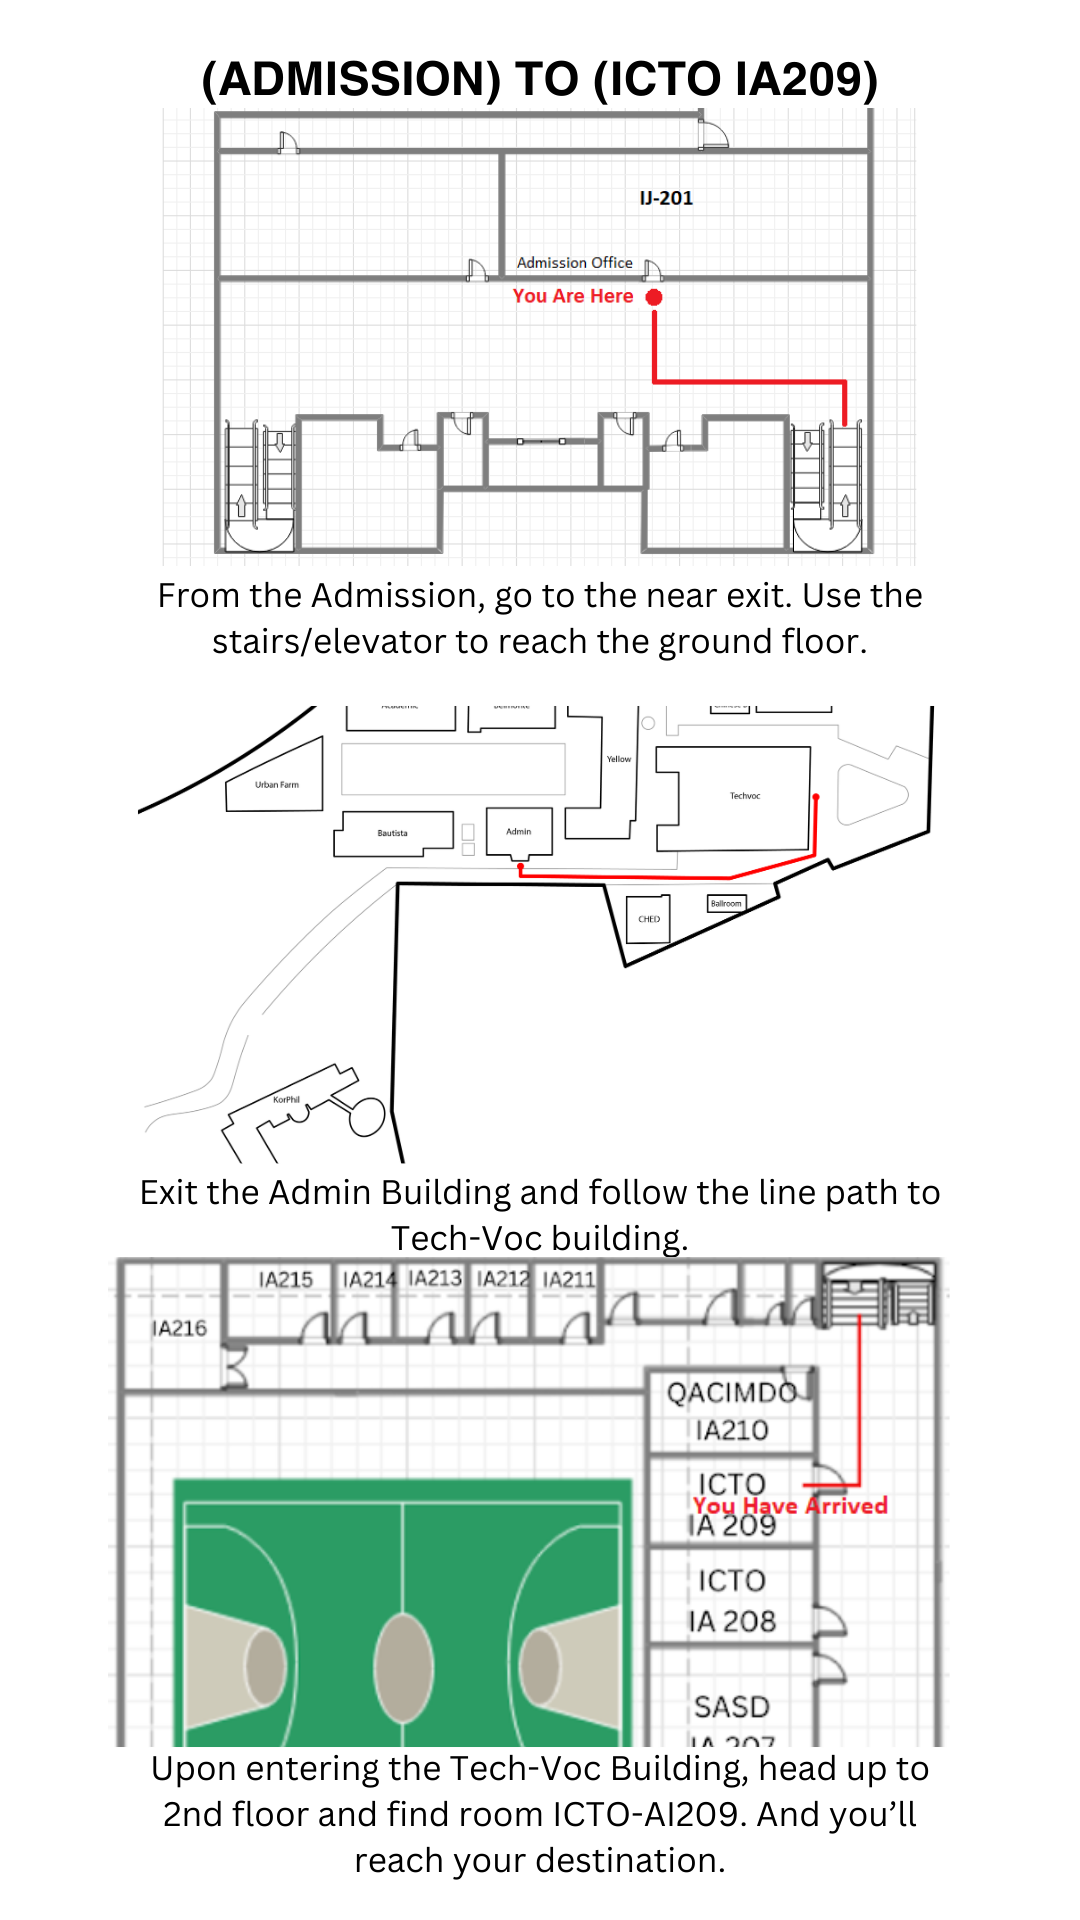 (ADMISSION) TO (ICTO IA209)
IJ-201
Admission Office
You Are Here
From the Admission, go to the near exit. Use the
stairs/elevator to reach the ground floor.
Urban Farm
Yellow
Techvoc
Bautista
Admin
CHED
Ballroom
KorPhil
Exit the Admin Building and follow the line path to
Tech-Voc building.
IA215
IA214
IA213
IA212
IA211
IA216
QACIMDO
IA210
ICTO
You Have Arrived
IA 209
ICTO
IA 208
SASD
IA 207
Upon entering the Tech-Voc Building, head up to
2nd floor and find room ICTO-AI209. And you’ll
reach your destination.